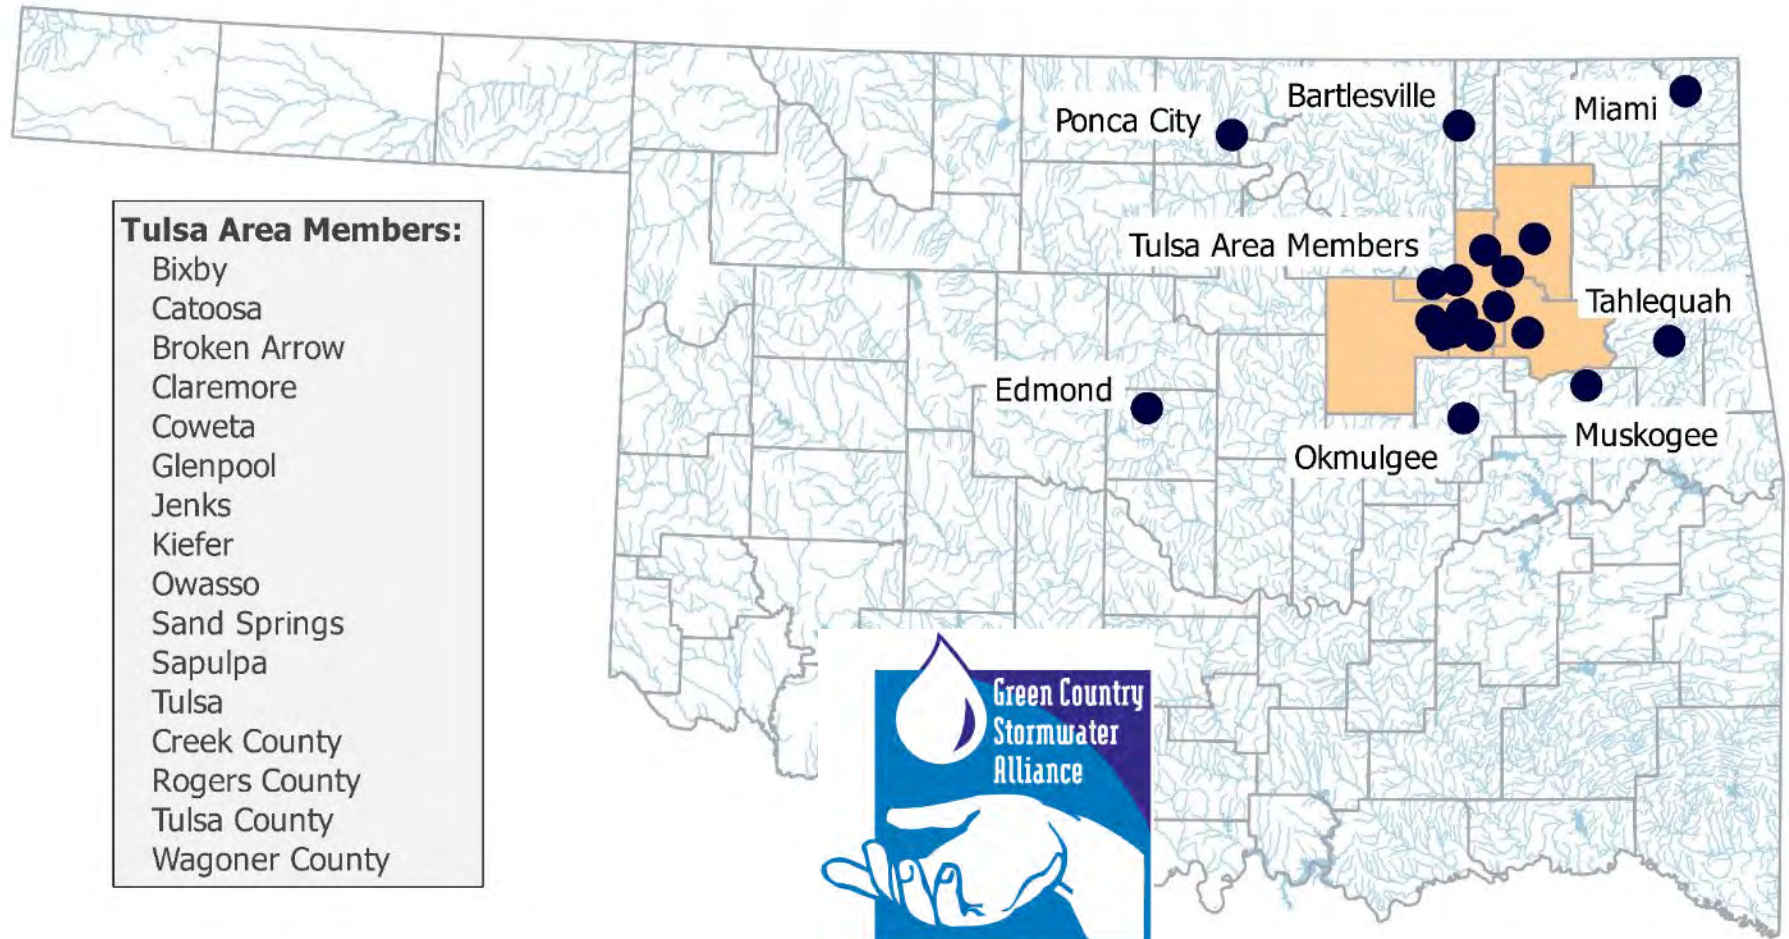 Bartlesville
Miami
Ponca City
Tulsa Area Members
Tahlequah
Edmond
Muskogee
Okmulgee
Tulsa Area Members:
Bixby
Catoosa
Broken Arrow
Claremore
Coweta
Glenpool
Jenks
Kiefer
Owasso
Sand Springs
Sapulpa
Tulsa
Creek County
Rogers County
Tulsa County
Wagoner County
Green Country
Stormwater
Alliance